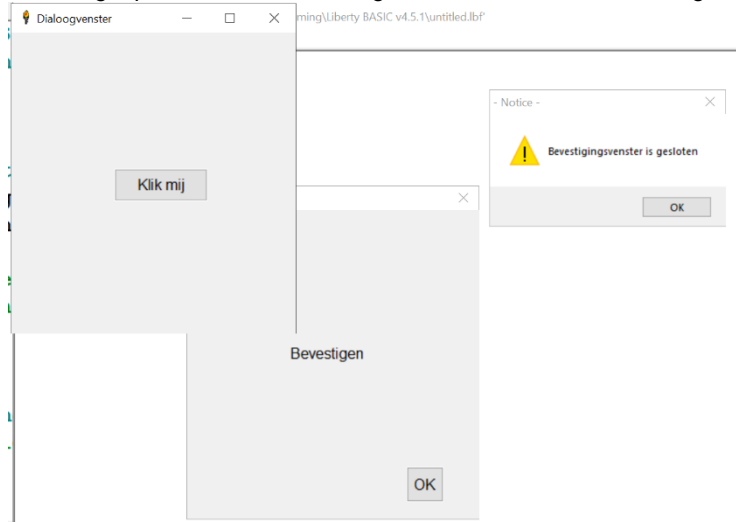 Dialoogvenster
ming\Liberty BASIC v4.5.1\untitled.lbf'
- Notice -
Bevestigingsvenster is gesloten
OK
Klik mij
Bevestigen
OK